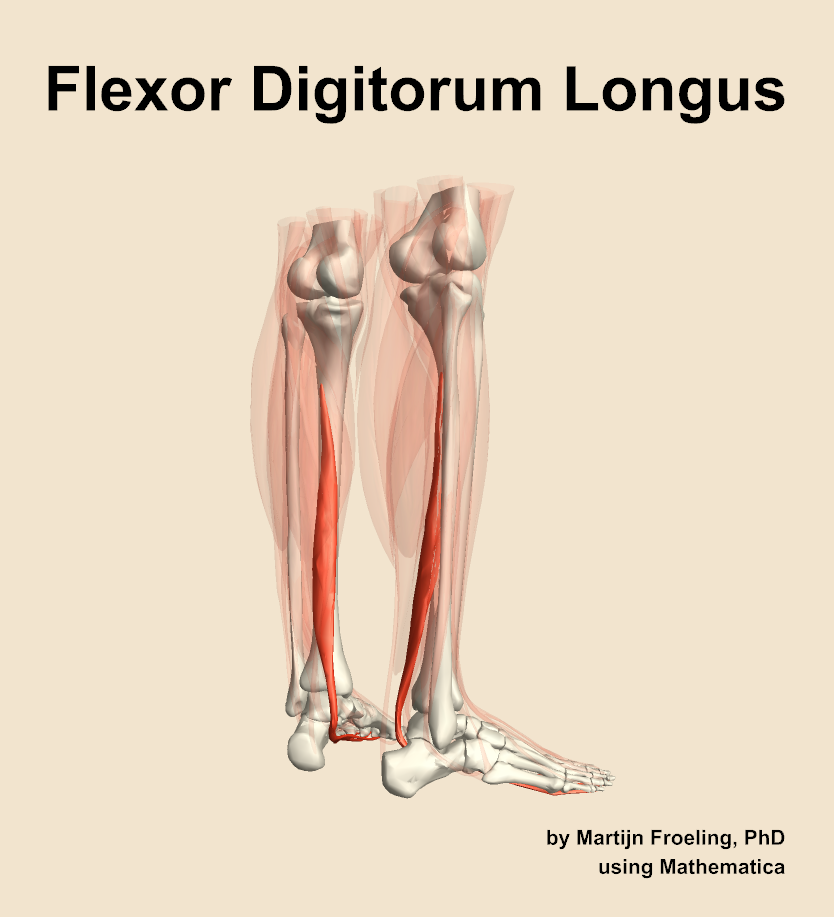 Flexor Digitorum Longus
by Martijn Froeling, PhD
using Mathematica